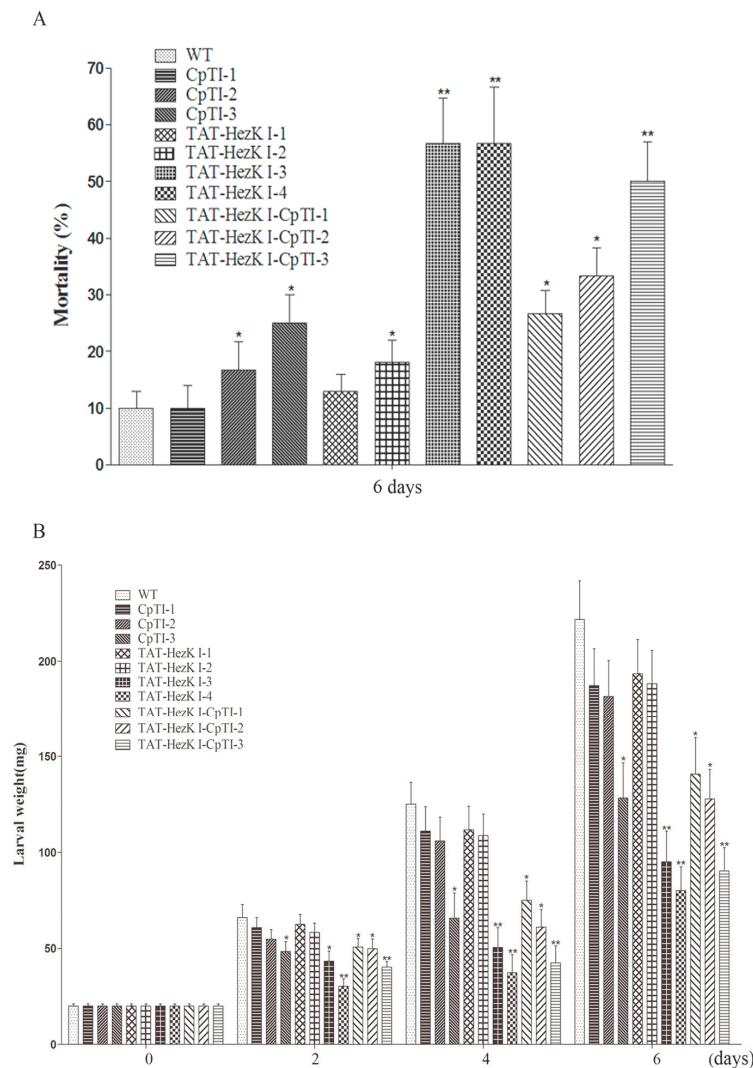 A
WT
CpTI-1
CpTI-2
CpTI-3
TAT-HezK I-1
TAT-HezK I-2
TAT-HezK I-3
TAT-HezK I-4
TAT-HezK I-CpTI-1
TAT-HezK I-CpTI-2
TAT-HezK I-CpTI-3
Mortality (%)
70
60
50
40
30
20
10
0
* * * ** ** * * **
6 days
B
WT
CpTI-1
CpTI-2
CpTI-3
TAT-HezK I-1
TAT-HezK I-2
TAT-HezK I-3
TAT-HezK I-4
TAT-HezK I-CpTI-1
TAT-HezK I-CpTI-2
TAT-HezK I-CpTI-3
Larval weight(mg)
250
200
150
100
50
0
* * ** * * **
* ** ** * * **
* ** ** * * **
0 2 4 6 (days)